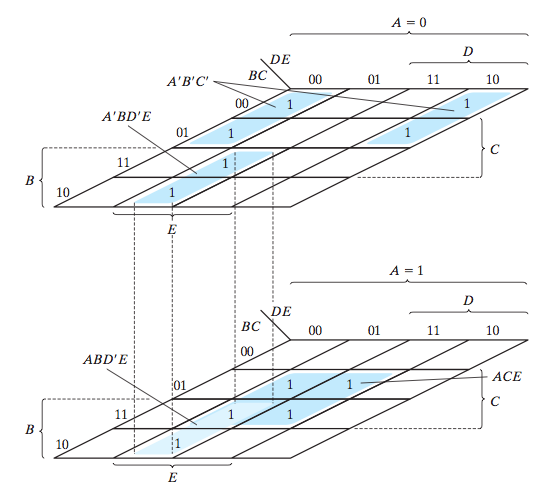 A = 0
D
DE
BC
00 01 11 10
A'B'C'
00
1 1
A'BD'E
01
1 1
C
11
1
B
10
1
E
A = 1
D
DE
BC
00 01 11 10
00
ABD'E
01
1 1
ACE
C
11
1 1
B
10
1
E